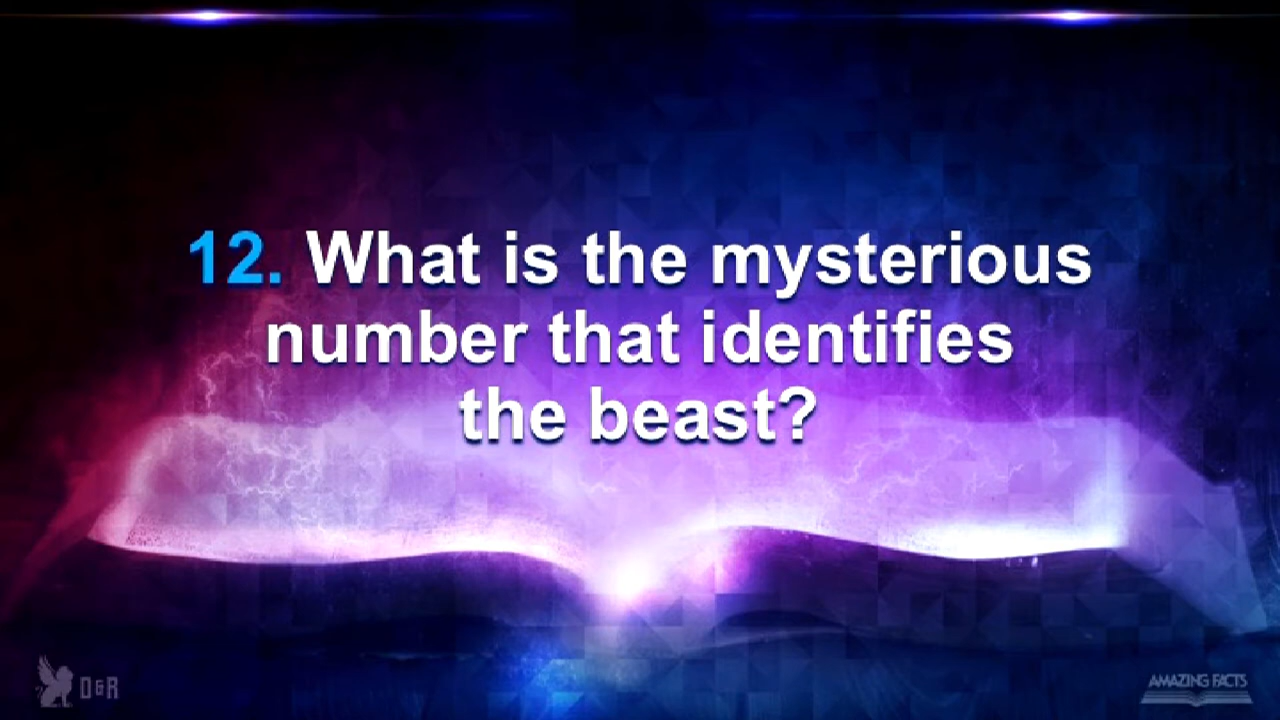 12. What is the mysterious
number that identifies
the beast?
D&R
AMAZING FACTS